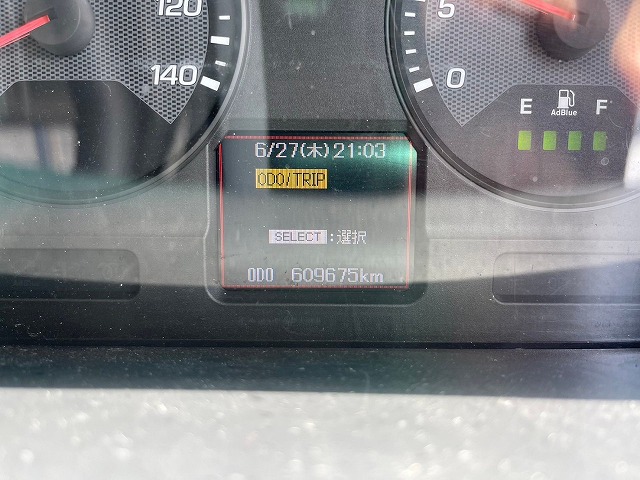 120
140
5
0
E F
AdBlue
6/27(木)21:03
ODO/TRIP
SELECT :選択
ODO 609675km